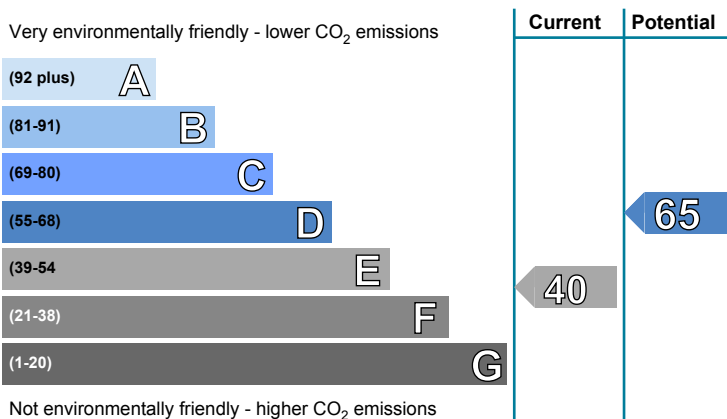 Current Potential
Very environmentally friendly - lower CO2 emissions
(92 plus) A
(81-91) B
(69-80) C
(55-68) D
65
(39-54 E
40
(21-38) F
(1-20) G
Not environmentally friendly - higher CO2 emissions